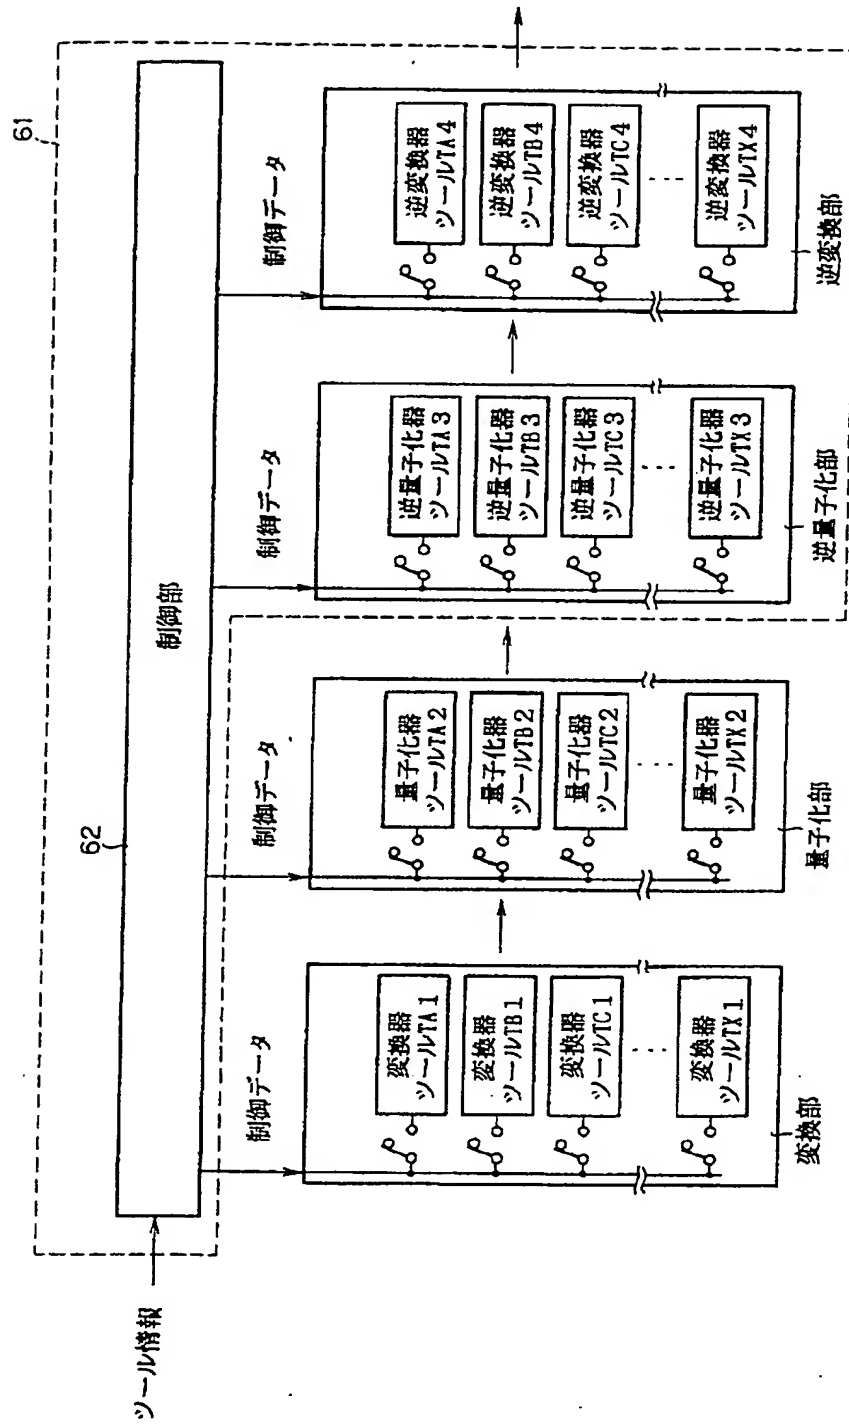 ツール情報
62
61
制御部
制御データ
変換器
ツールTA1
変換器
ツールTB1
変換器
ツールTC1
変換器
ツールTX1
変換部
制御データ
量子化器
ツールTA2
量子化器
ツールTB2
量子化器
ツールTC2
量子化器
ツールTX2
量子化部
制御データ
逆量子化器
ツールTA3
逆量子化器
ツールTB3
逆量子化器
ツールTC3
逆量子化器
ツールTX3
逆量子化部
制御データ
逆変換器
ツールTA4
逆変換器
ツールTB4
逆変換器
ツールTC4
逆変換器
ツールTX4
逆変換部